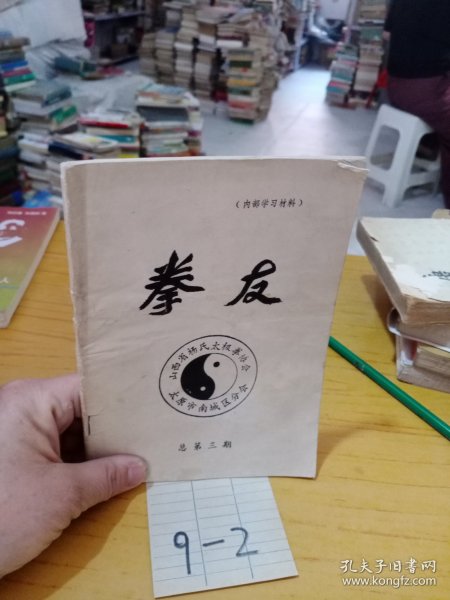 （内部学习材料）
拳友
山西省杨氏太极拳协会
太原市南城区分会
总第三期
9-2
孔夫子旧书网
www.kongfz.com